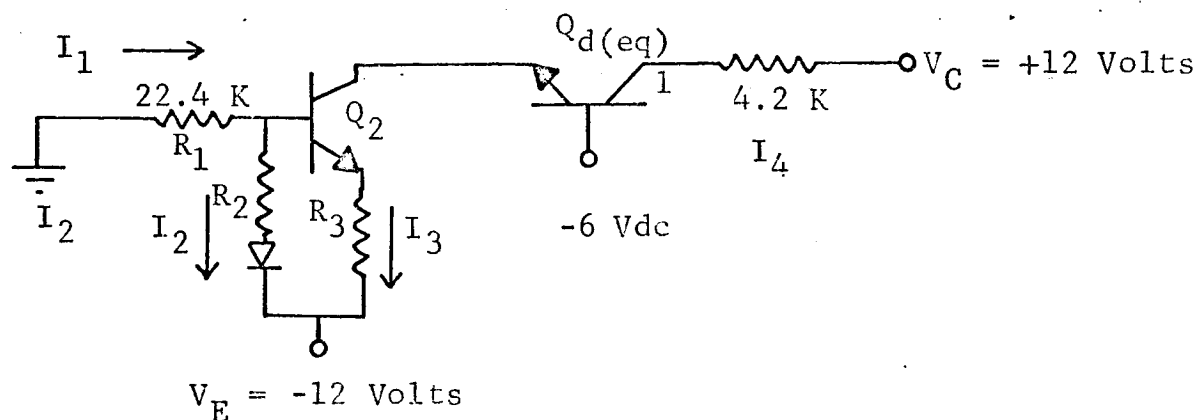 I1
22.4 K
R1
I2
I2
R2
Q2
R3
I3
Qd(eq)
1
4.2 K
I4
VC = +12 Volts
-6 Vdc
VE = -12 Volts